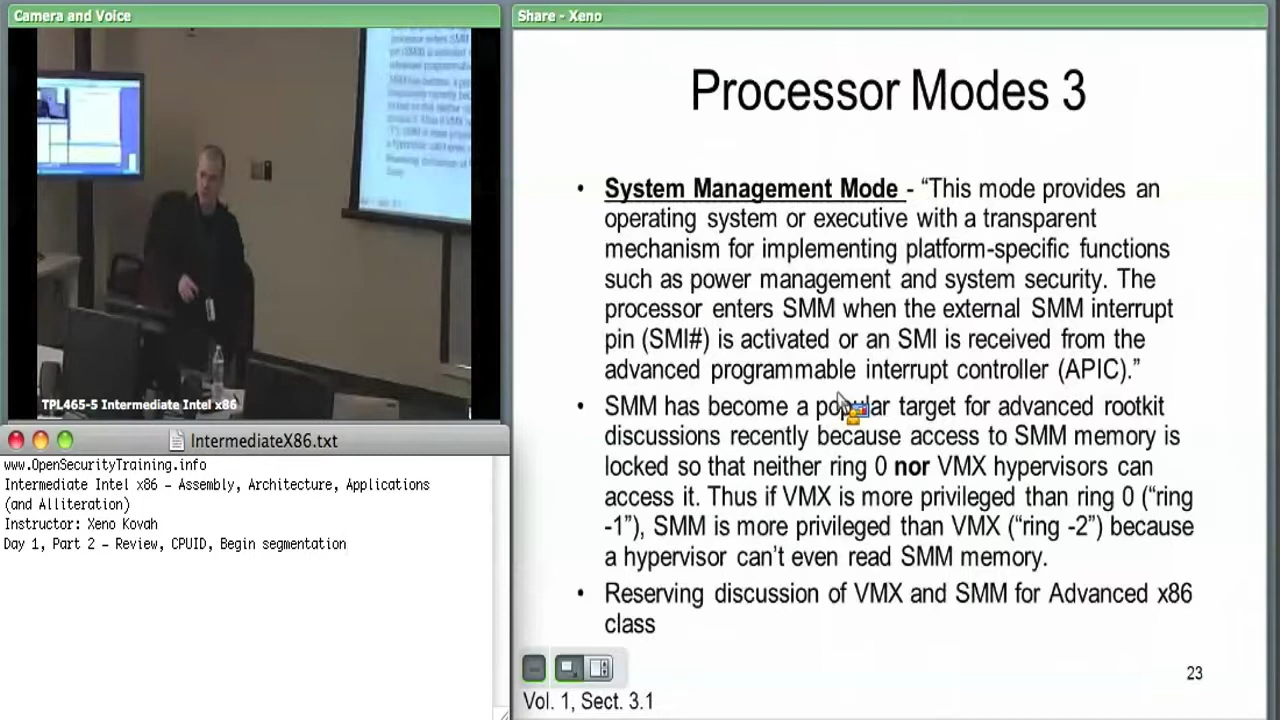 Camera and Voice
TPL465-5 Intermediate Intel x86
IntermediateX86.txt
www.OpenSecurityTraining.info
Intermediate Intel x86 – Assembly, Architecture, Applications
(and Alliteration)
Instructor: Xeno Kovah
Day 1, Part 2 – Review, CPUID, Begin segmentation
Share - Xeno
Processor Modes 3
• System Management Mode - “This mode provides an
operating system or executive with a transparent
mechanism for implementing platform-specific functions
such as power management and system security. The
processor enters SMM when the external SMM interrupt
pin (SMI#) is activated or an SMI is received from the
advanced programmable interrupt controller (APIC).”
• SMM has become a popular target for advanced rootkit
discussions recently because access to SMM memory is
locked so that neither ring 0 nor VMX hypervisors can
access it. Thus if VMX is more privileged than ring 0 (“ring
-1”), SMM is more privileged than VMX (“ring -2”) because
a hypervisor can’t even read SMM memory.
• Reserving discussion of VMX and SMM for Advanced x86
class
23
Vol. 1, Sect. 3.1